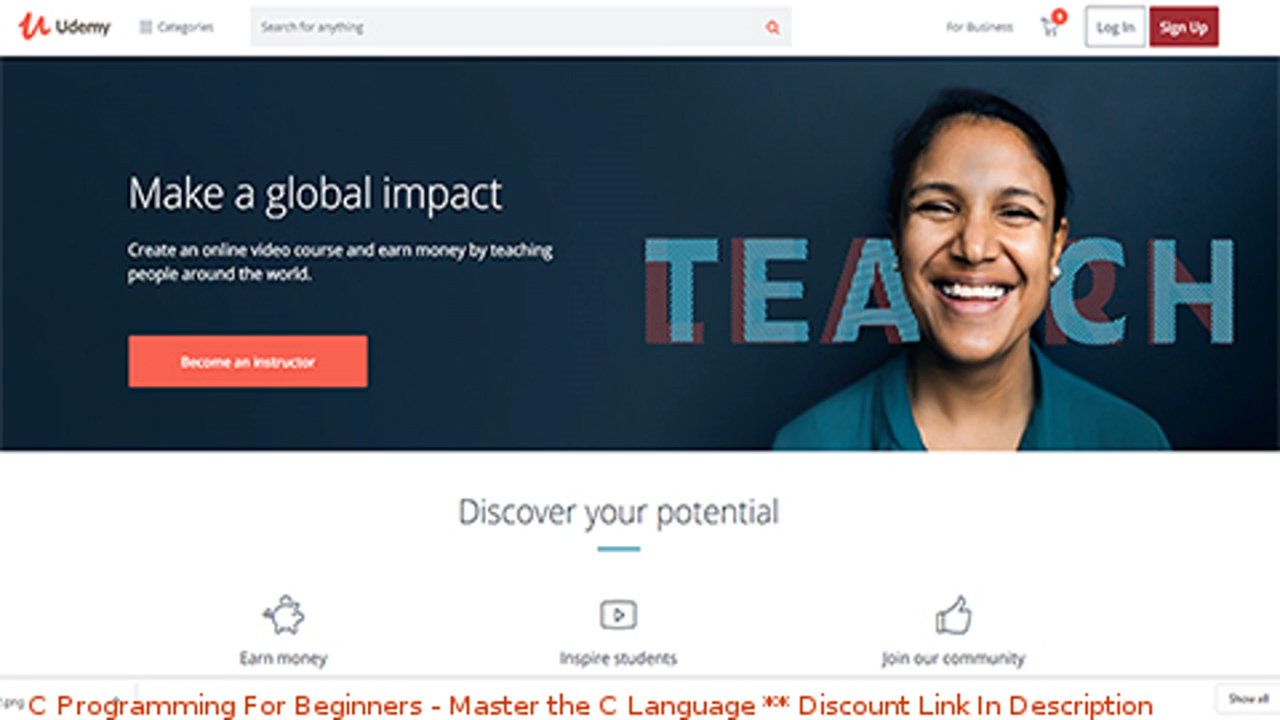 Udemy Categories Search for anything For Business Log In Sign Up
Make a global impact
Create an online video course and earn money by teaching
people around the world.
TEACH
Become an instructor
Discover your potential
Earn money Inspire students Join our community
.png Show all
C Programming For Beginners - Master the C Language ** Discount Link In Description